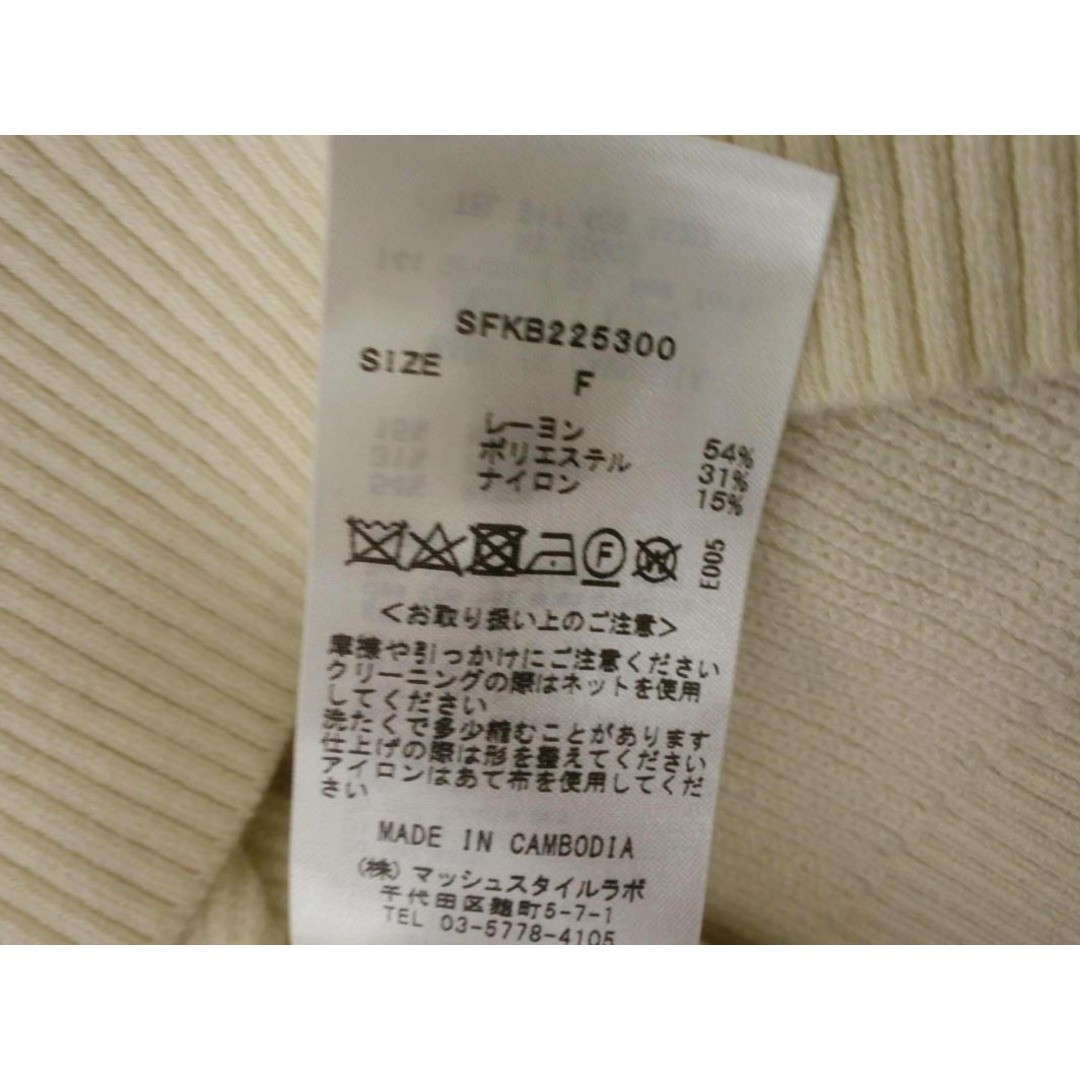 SFKB225300
SIZE F
レーヨン 54%
ポリエステル 31%
ナイロン 15%
F W E005
<お取り扱い上のご注意>
摩擦や引っかけにご注意ください
クリーニングの際はネットを使用
してください
洗たくで多少縮むことがあります
仕上げの際は形を整えてください
アイロンはあて布を使用してくだ
さい
MADE IN CAMBODIA
(株)マッシュスタイルラボ
千代田区麹町5-7-1
TEL 03-5778-4105